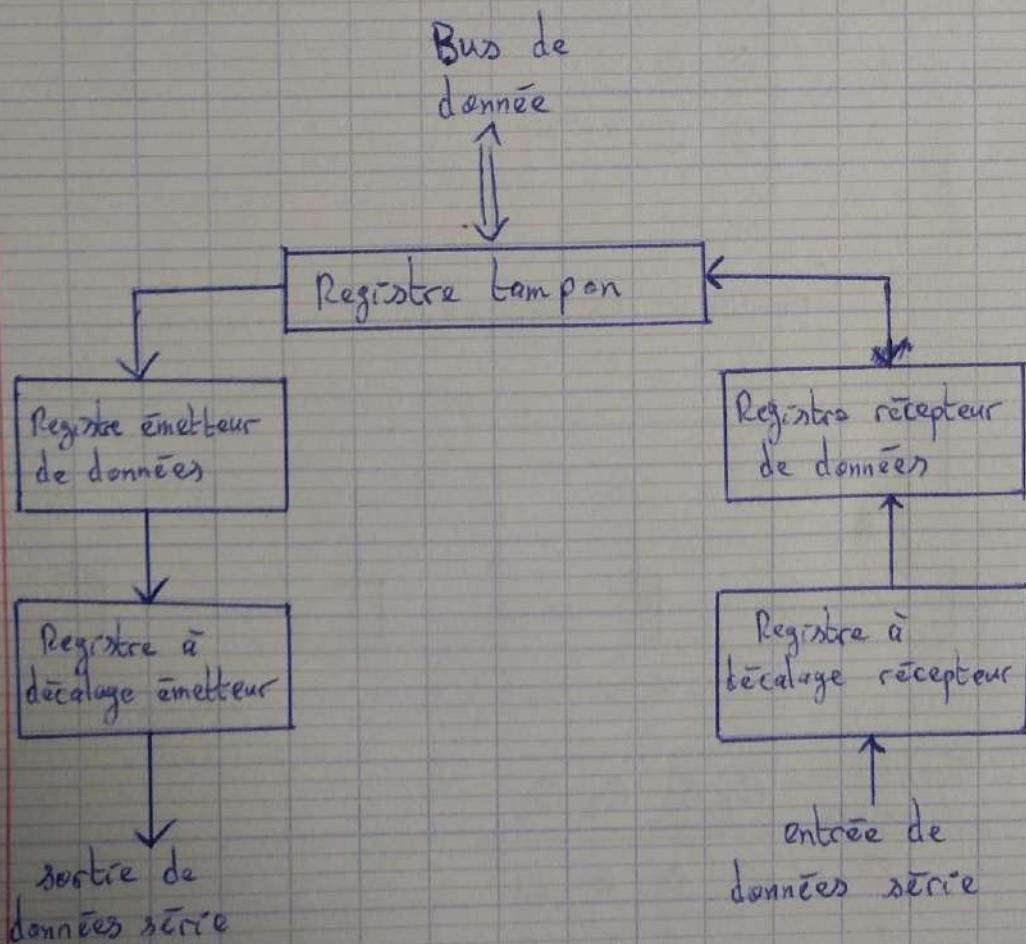 Bus de
donnée
Registre tampon
Registre émetteur
de données
Registre récepteur
de données
Registre à
décalage émetteur
Registre à
décalage récepteur
sortie de
données série
entrée de
données série